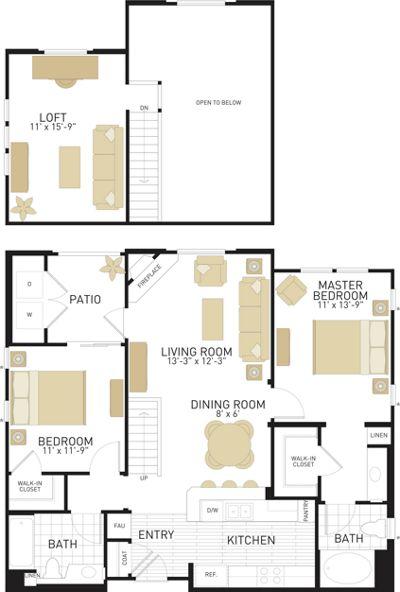 LOFT
11' x 15'-9"
DN
OPEN TO BELOW
D
W
PATIO
FIREPLACE
MASTER
BEDROOM
11' x 13'-9"
LIVING ROOM
13'-3" x 12'-3"
DINING ROOM
8' x 6'
BEDROOM
11' x 11'-9"
LINEN
WALK-IN
CLOSET
WALK-IN
CLOSET
UP
D/W
PANTRY
FAU
ENTRY
KITCHEN
BATH
BATH
COAT
REF.
LINEN